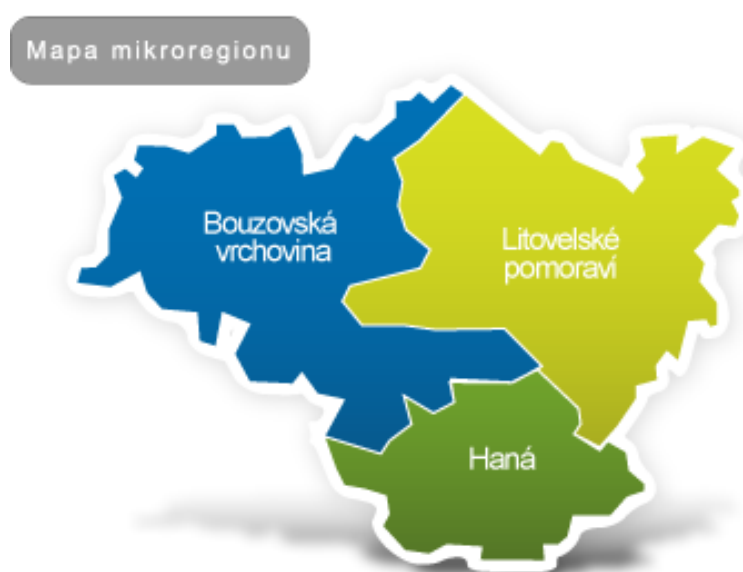 Mapa mikroregionu
Bouzovská
vrchovina
Litovelské
pomoraví
Haná